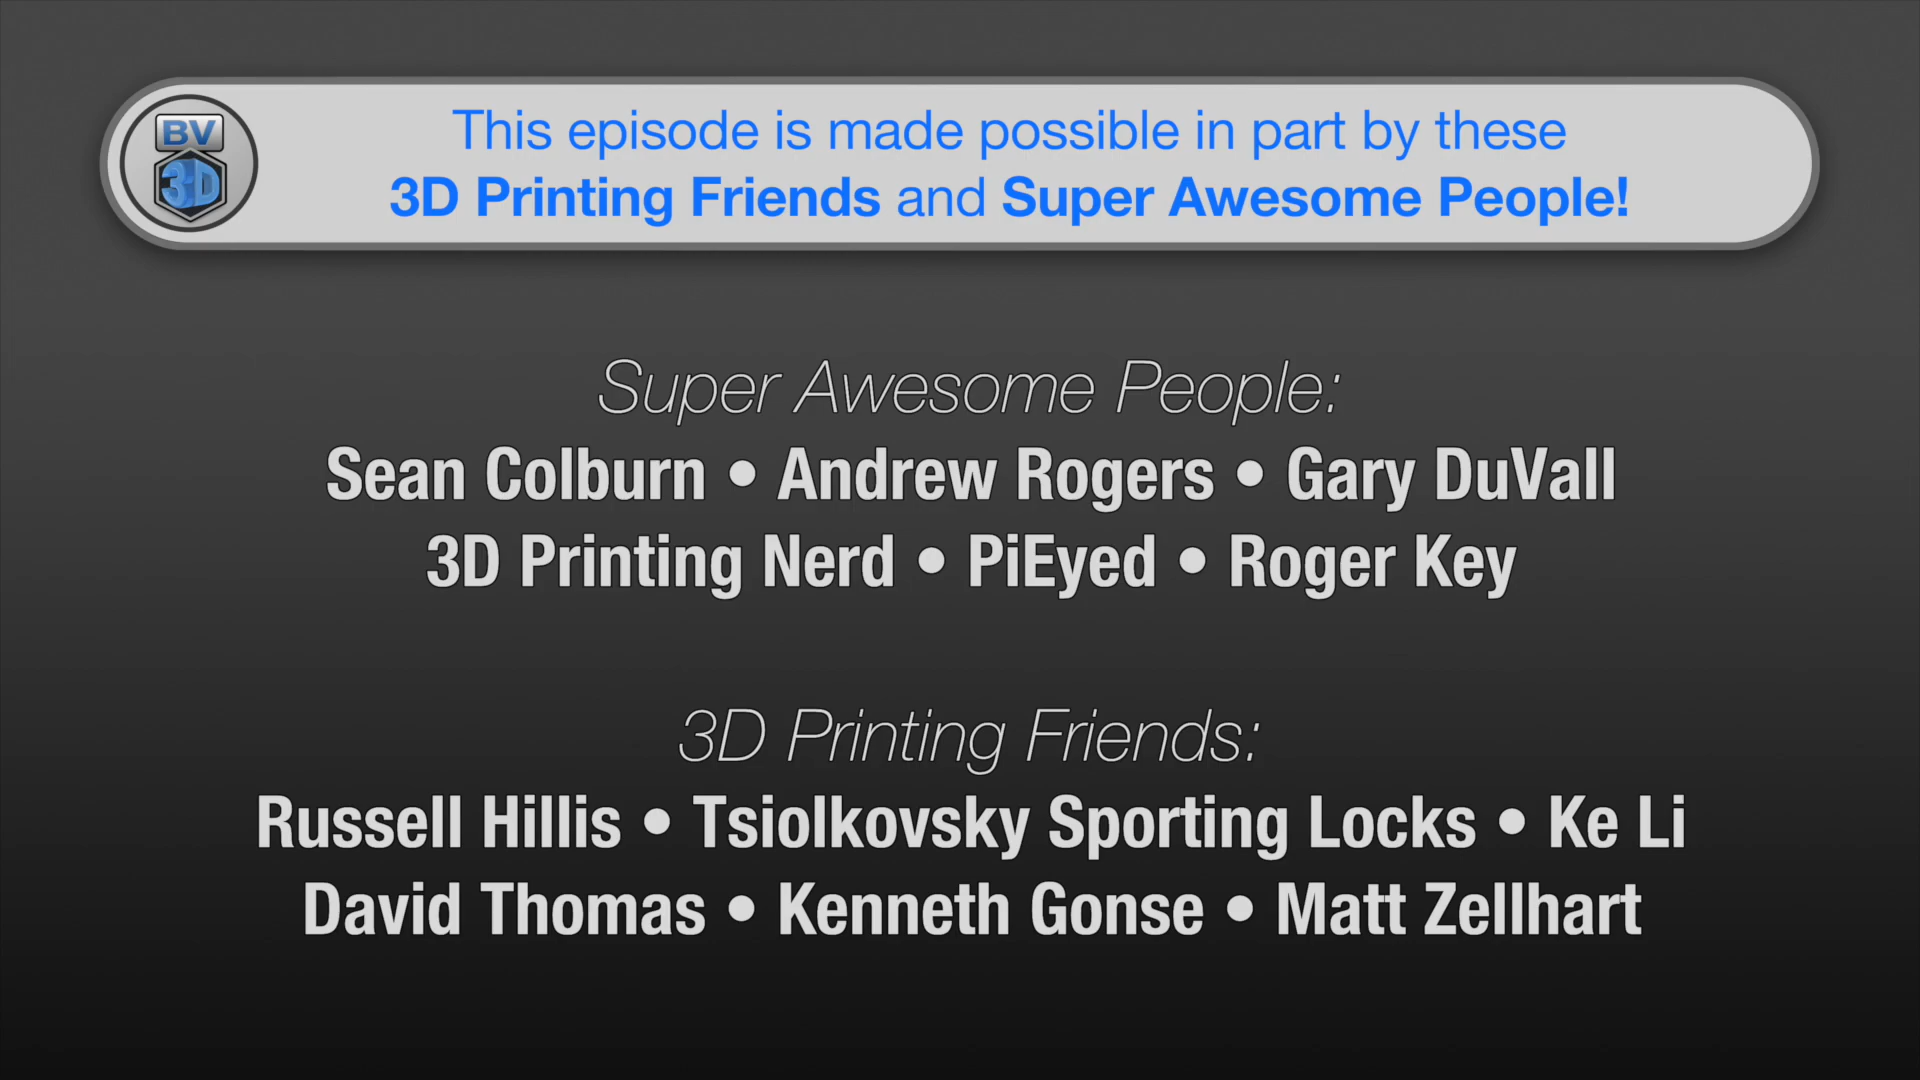 BV
3D
This episode is made possible in part by these
3D Printing Friends and Super Awesome People!
Super Awesome People:
Sean Colburn • Andrew Rogers • Gary DuVall
3D Printing Nerd • PiEyed • Roger Key
3D Printing Friends:
Russell Hillis • Tsiolkovsky Sporting Locks • Ke Li
David Thomas • Kenneth Gonse • Matt Zellhart